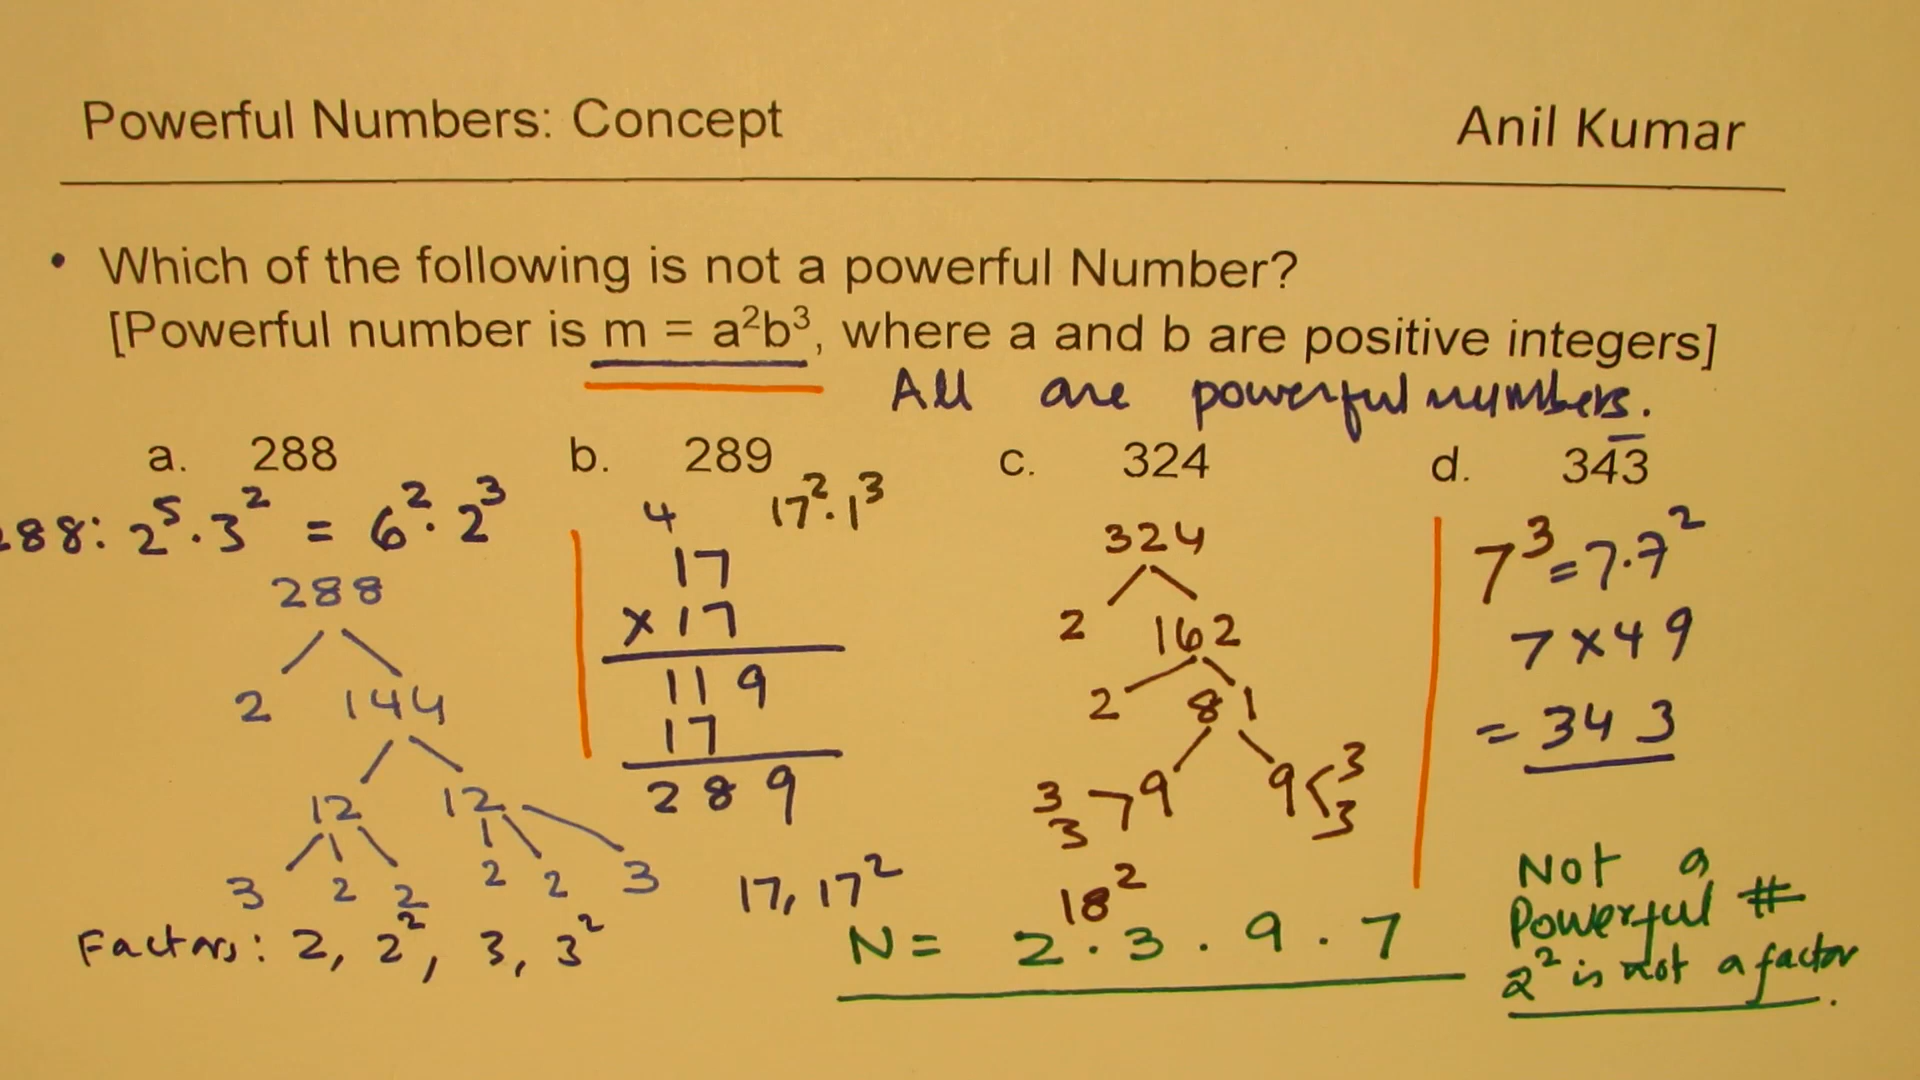 Powerful Numbers: Concept
Anil Kumar
• Which of the following is not a powerful Number?
[Powerful number is m = a²b³, where a and b are positive integers]
All are powerful numbers.
a. 288
b. 289
c. 324
d. 343
288: 2⁵ · 3² = 6² · 2³
288
2 144
12 12
3 2 2 2 2 3
Factors: 2, 2², 3, 3²
17² · 1³
4
17
× 17
119
17
289
17, 17²
324
2 162
2 81
3 3 9 9 3 3
18²
7³ = 7 · 7²
7 × 49
= 343
N = 2 · 3 · 9 · 7
Not a
Powerful #
2² is not a factor.